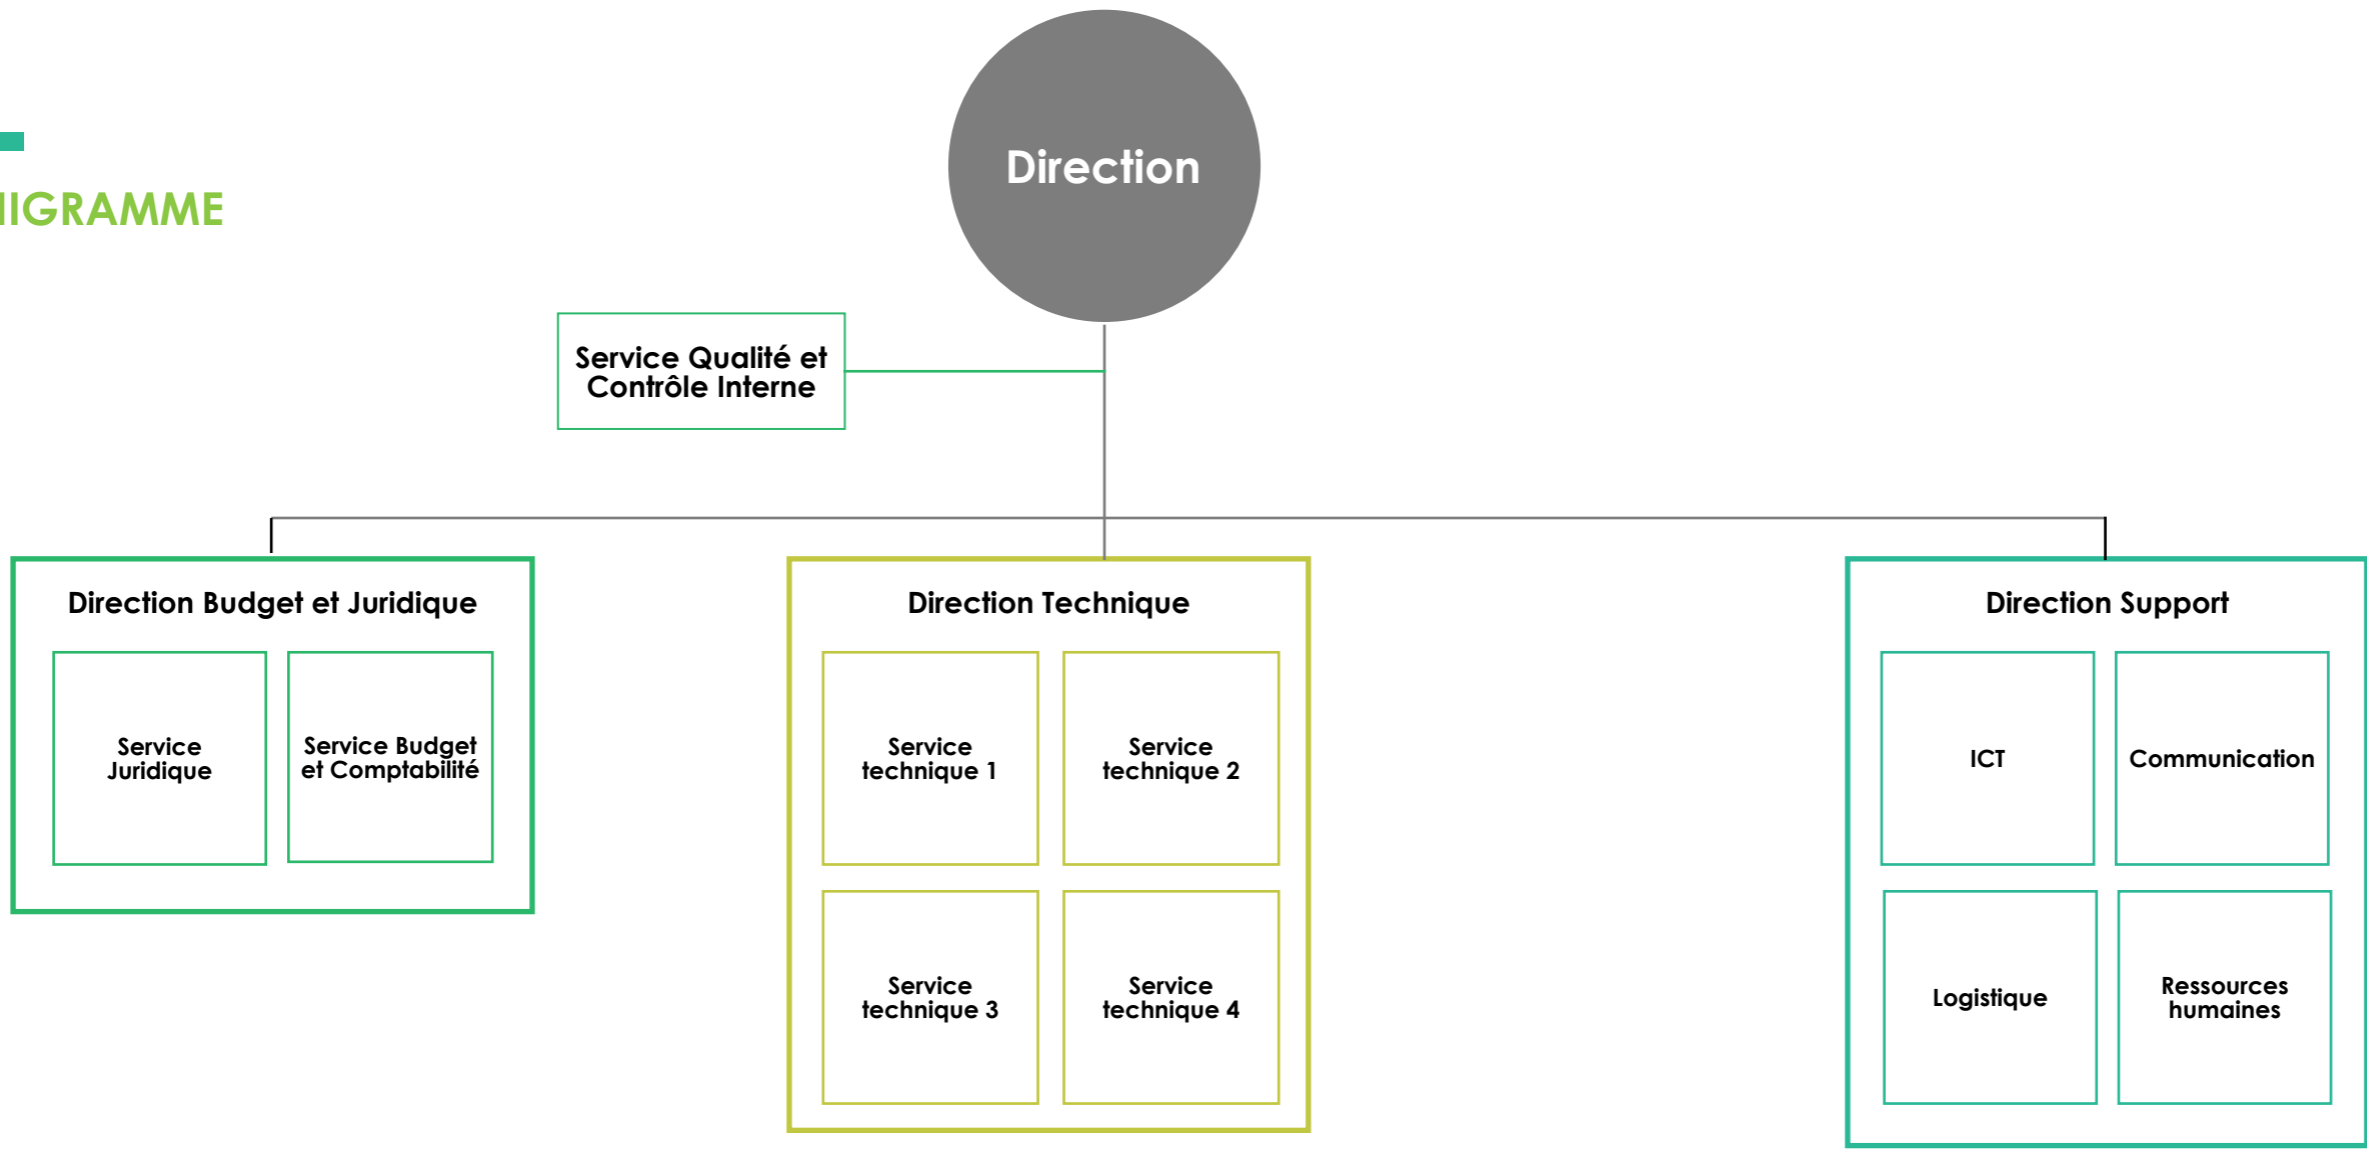 Direction
NIGRAMME
Service Qualité et
Contrôle Interne
Direction Budget et Juridique
Service
Juridique
Service Budget
et Comptabilité
Direction Technique
Service
technique 1
Service
technique 2
Service
technique 3
Service
technique 4
Direction Support
ICT
Communication
Logistique
Ressources
humaines